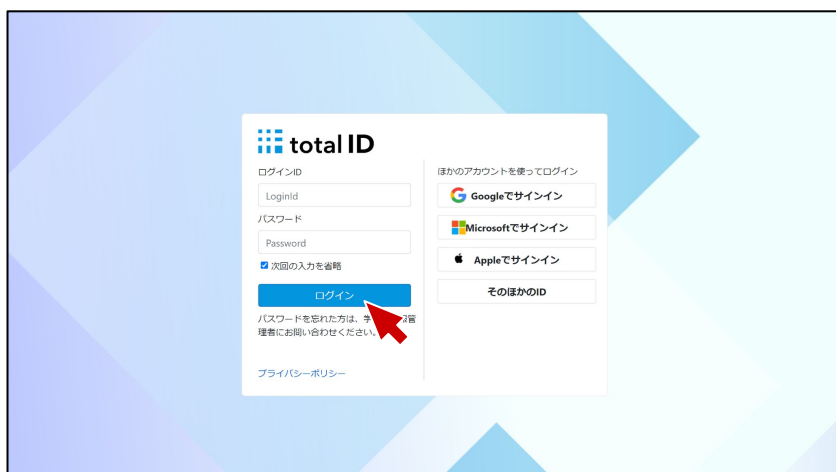 total ID
ログインID
LoginId
パスワード
Password
次回の入力を省略
ログイン
パスワードを忘れた方は、学
管
理者にお問い合わせください。
プライバシーポリシー
ほかのアカウントを使ってログイン
Googleでサインイン
Microsoftでサインイン
Appleでサインイン
そのほかのID